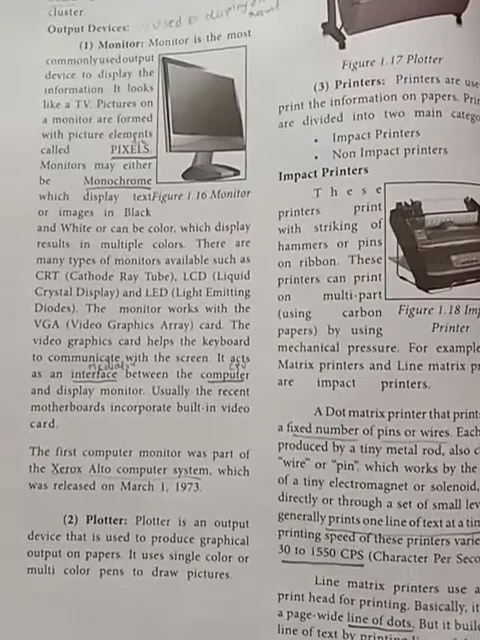 cluster.
Output Devices: used to display
(1) Monitor: Monitor is the most
commonly used output
device to display the
information. It looks
like a TV. Pictures on
a monitor are formed
with picture elements
called PIXELS.
Monitors may either
be Monochrome
which display text
Figure 1.16 Monitor
or images in Black
and White or can be color, which display
results in multiple colors. There are
many types of monitors available such as
CRT (Cathode Ray Tube), LCD (Liquid
Crystal Display) and LED (Light Emitting
Diodes). The monitor works with the
VGA (Video Graphics Array) card. The
video graphics card helps the keyboard
to communicate with the screen. It acts
as an interface between the computer
and display monitor. Usually the recent
motherboards incorporate built-in video
card.
The first computer monitor was part of
the Xerox Alto computer system, which
was released on March 1, 1973.
(2) Plotter: Plotter is an output
device that is used to produce graphical
output on papers. It uses single color or
multi color pens to draw pictures.
Figure 1.17 Plotter
(3) Printers: Printers are use
print the information on papers. Prin
are divided into two main catego
• Impact Printers
• Non Impact printers
Impact Printers
These
printers print
with striking of
hammers or pins
on ribbon. These
printers can print
on multi-part
(using carbon
papers) by using
Figure 1.18 Imp
Printer
mechanical pressure. For example
Matrix printers and Line matrix pr
are impact printers.
A Dot matrix printer that print
a fixed number of pins or wires. Each
produced by a tiny metal rod, also c
"wire" or "pin" which works by the
of a tiny electromagnet or solenoid,
directly or through a set of small lev
generally prints one line of text at a tim
printing speed of these printers varie
30 to 1550 CPS (Character Per Seco
Line matrix printers use a
print head for printing. Basically, it
a page-wide line of dots. But it buil
line of text by printing